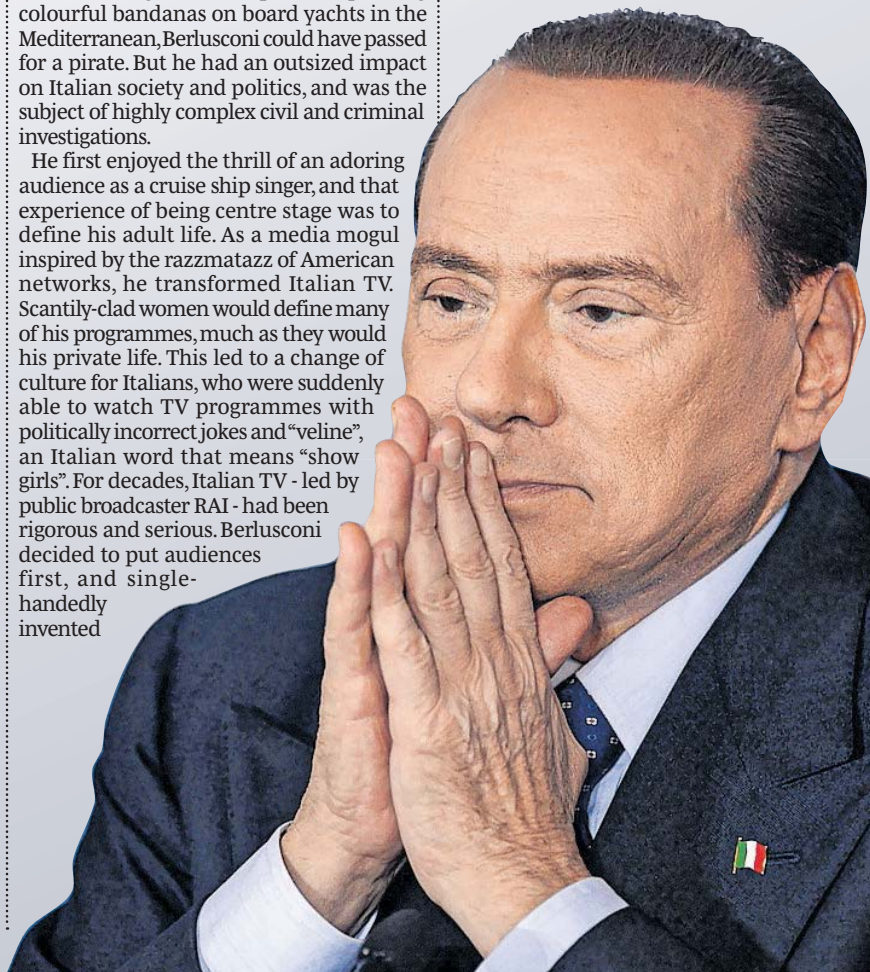 colourful bandanas on board yachts in the
Mediterranean, Berlusconi could have passed
for a pirate. But he had an outsized impact
on Italian society and politics, and was the
subject of highly complex civil and criminal
investigations.
He first enjoyed the thrill of an adoring
audience as a cruise ship singer, and that
experience of being centre stage was to
define his adult life. As a media mogul
inspired by the razzmatazz of American
networks, he transformed Italian TV.
Scantily-clad women would define many
of his programmes, much as they would
his private life. This led to a change of
culture for Italians, who were suddenly
able to watch TV programmes with
politically incorrect jokes and “veline”,
an Italian word that means “show
girls”. For decades, Italian TV - led by
public broadcaster RAI - had been
rigorous and serious. Berlusconi
decided to put audiences
first, and single-
handedly
invented